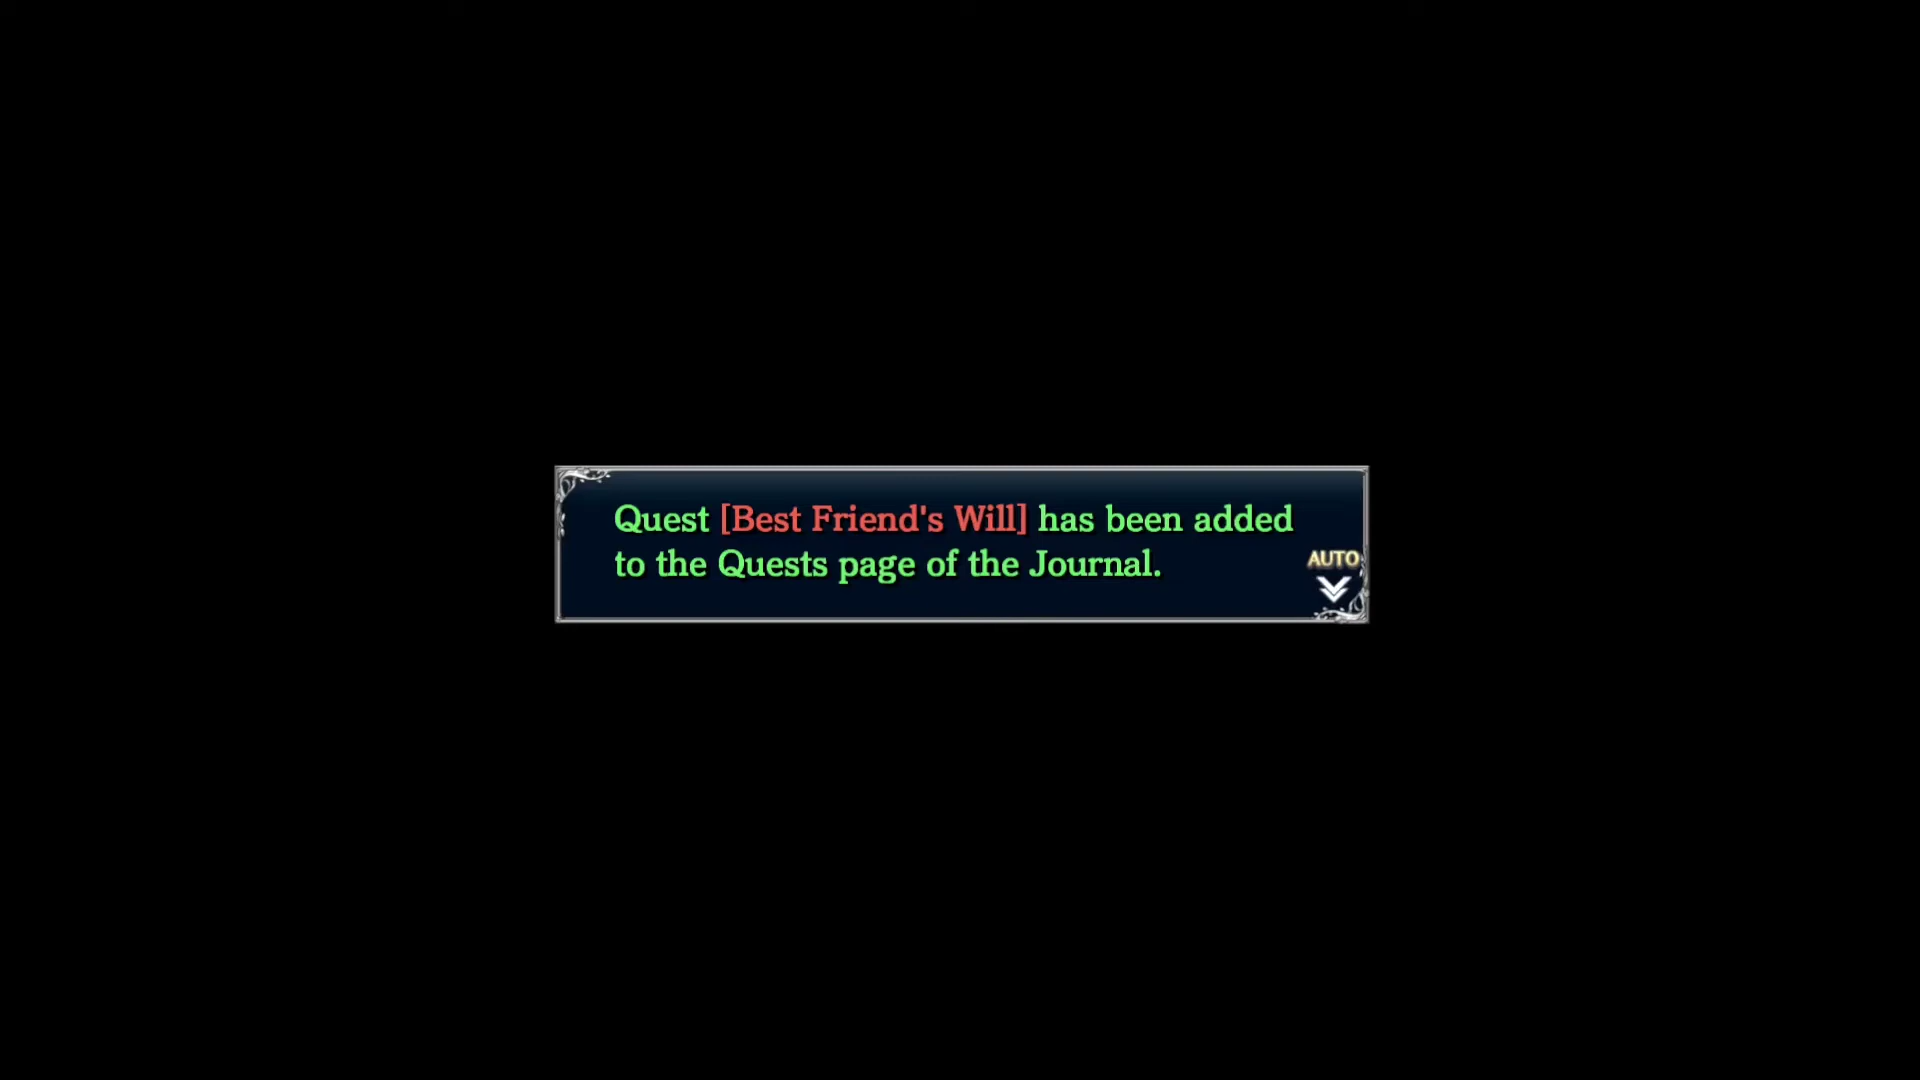 Quest [Best Friend's Will] has been added
to the Quests page of the Journal.
AUTO